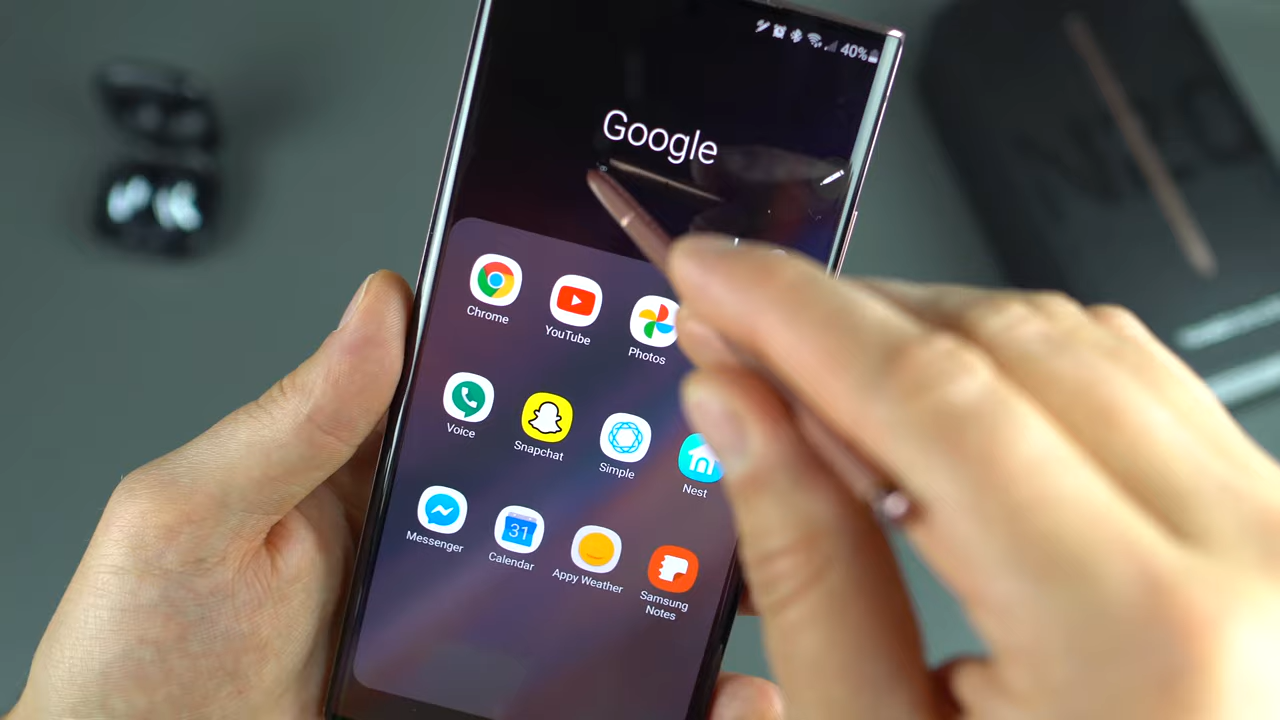 40%
Google
Chrome
YouTube
Photos
Voice
Snapchat
Simple
Nest
Messenger
31
Calendar
Appy Weather
Samsung
Notes